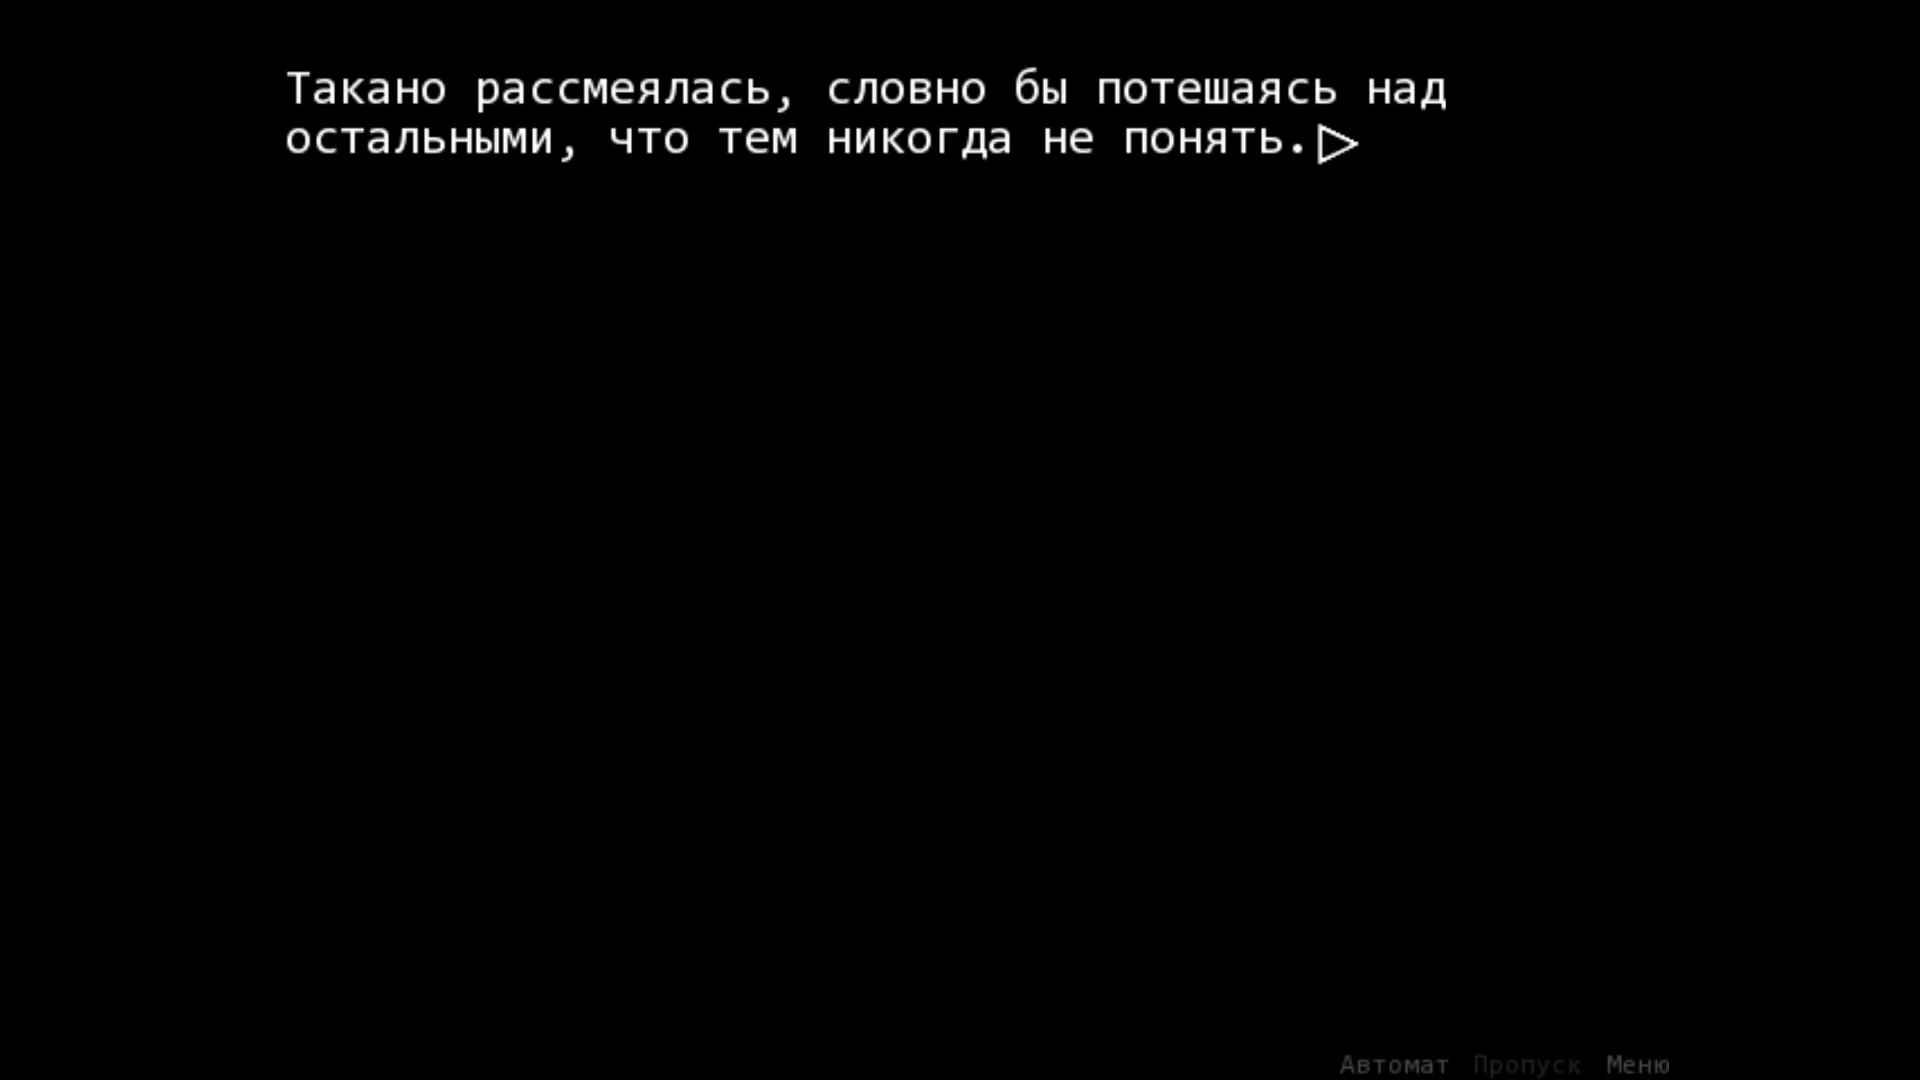 Такано рассмеялась, словно бы потешаясь над
остальными, что тем никогда не понять.
Автомат Пропуск Меню